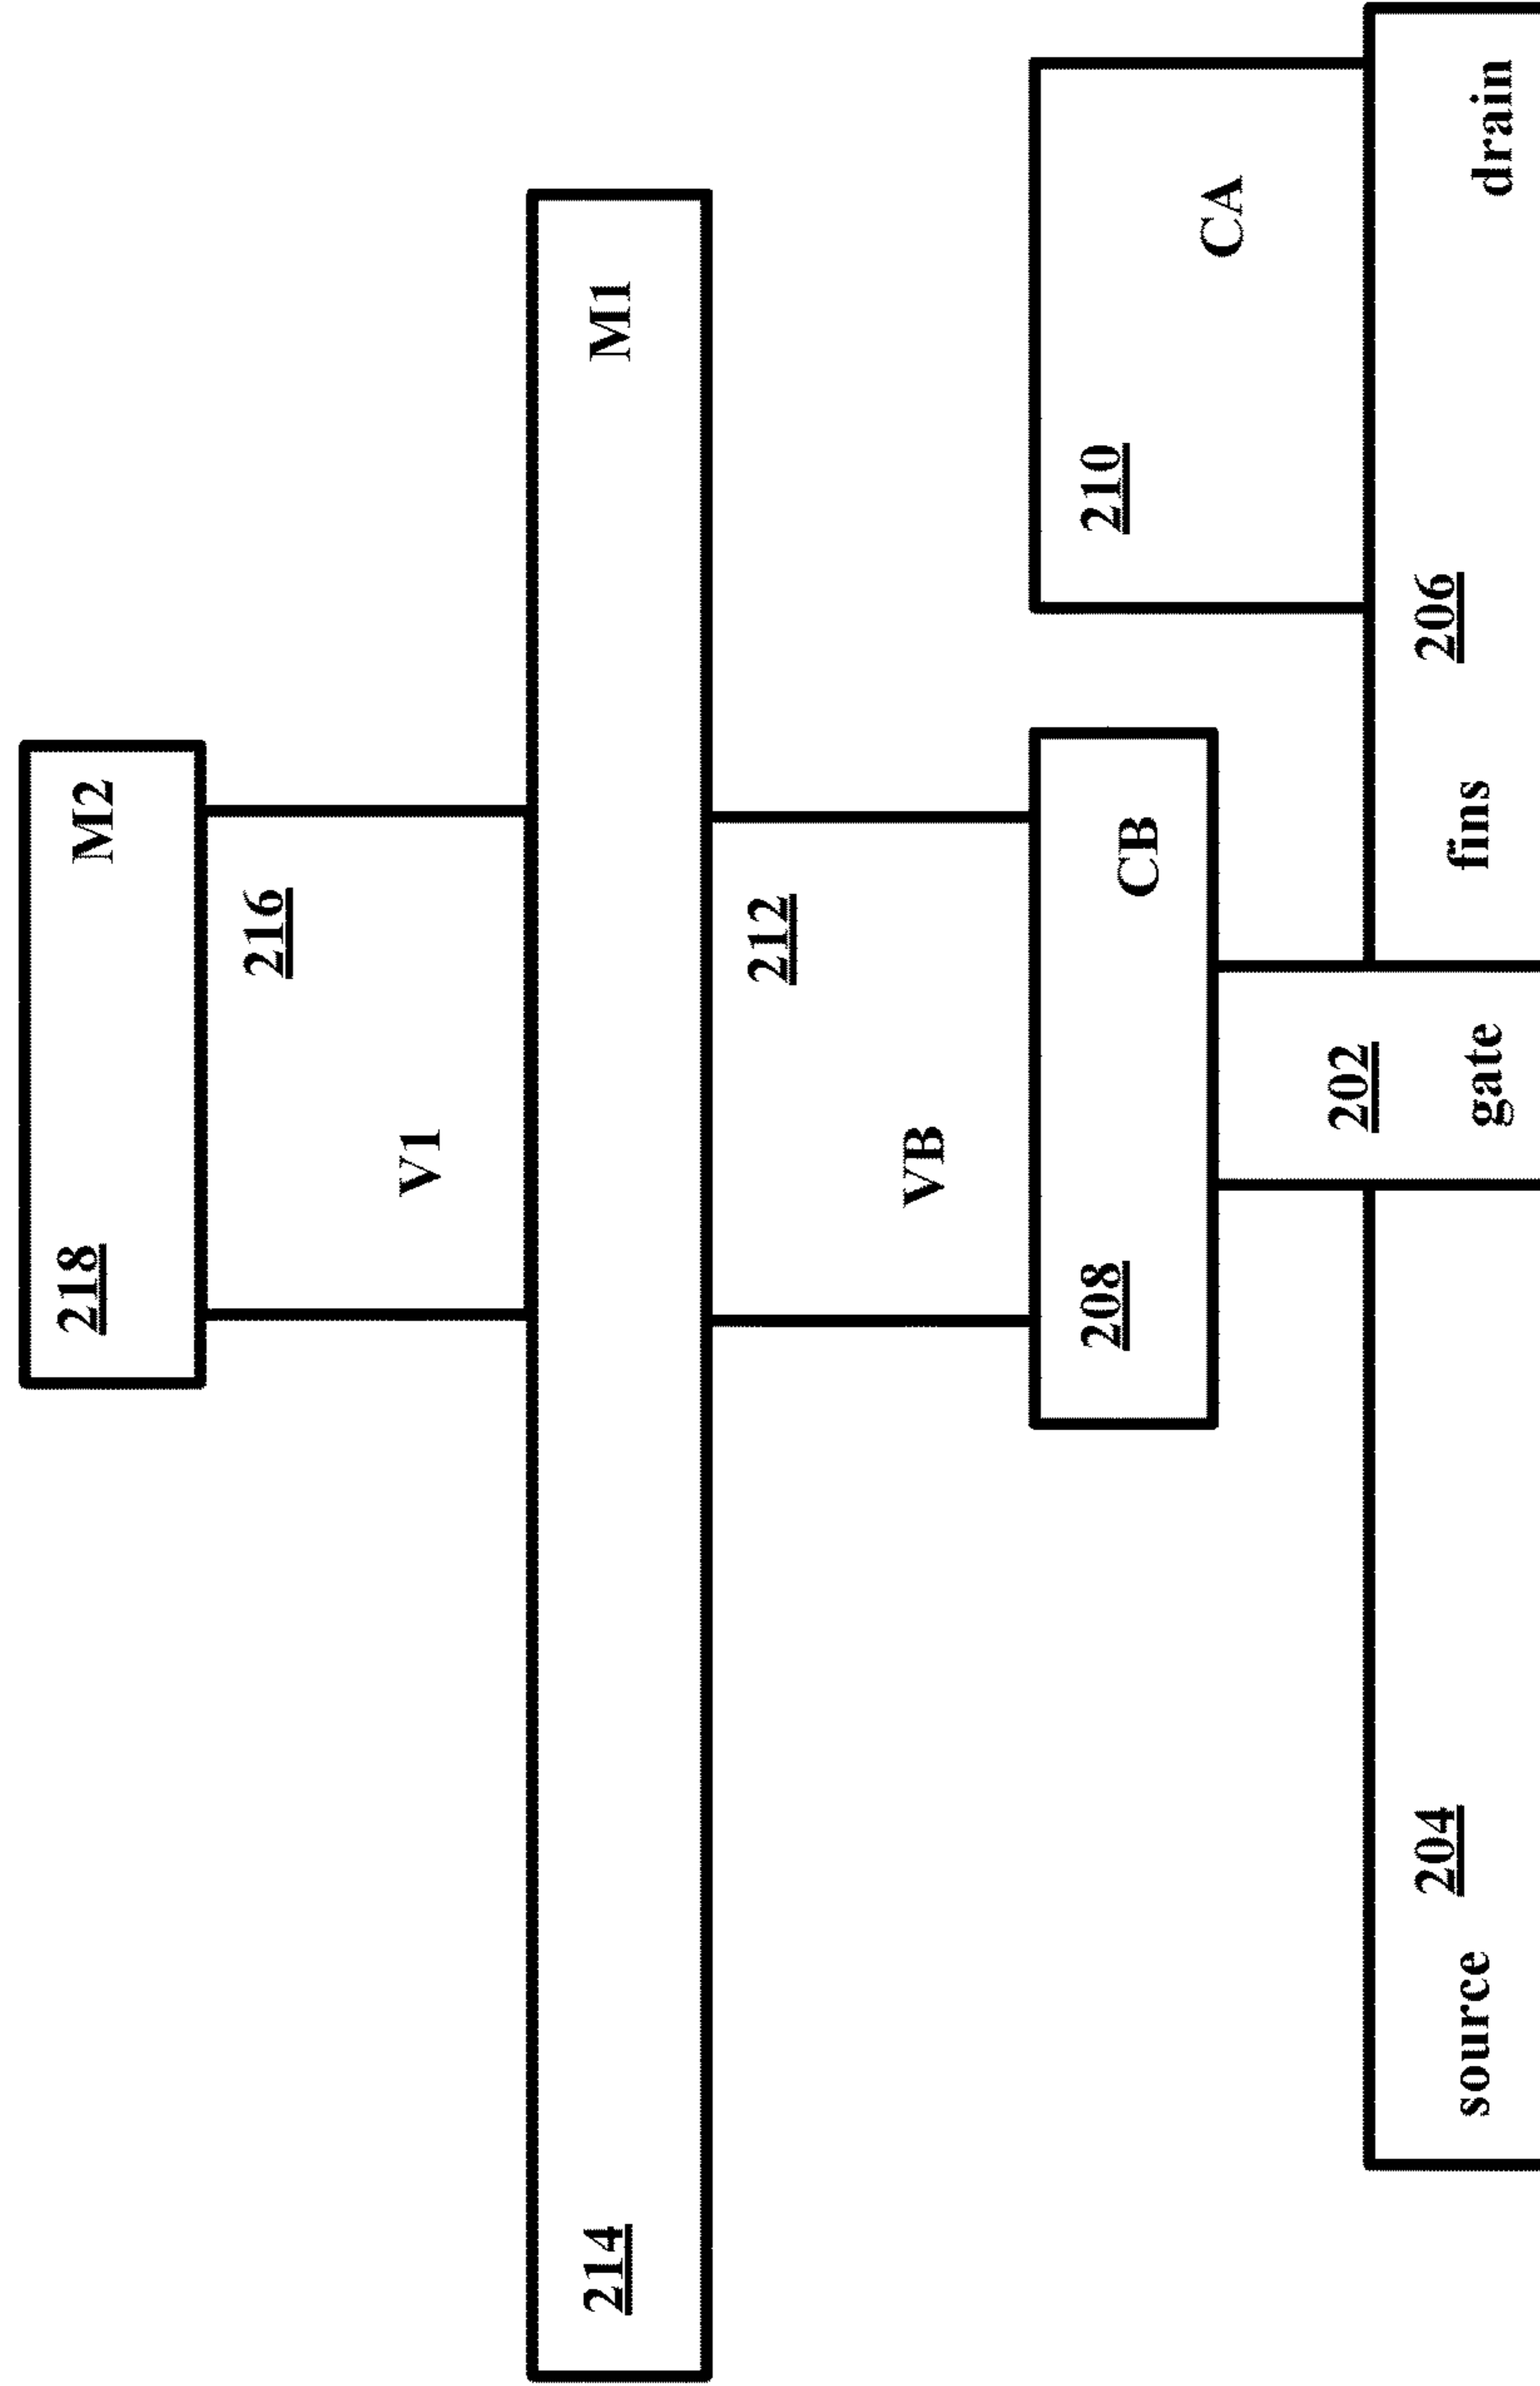 218
M2
216
V1
214
M1
212
VB
208
CB
210
CA
202
gate
204
source
206
fins
drain